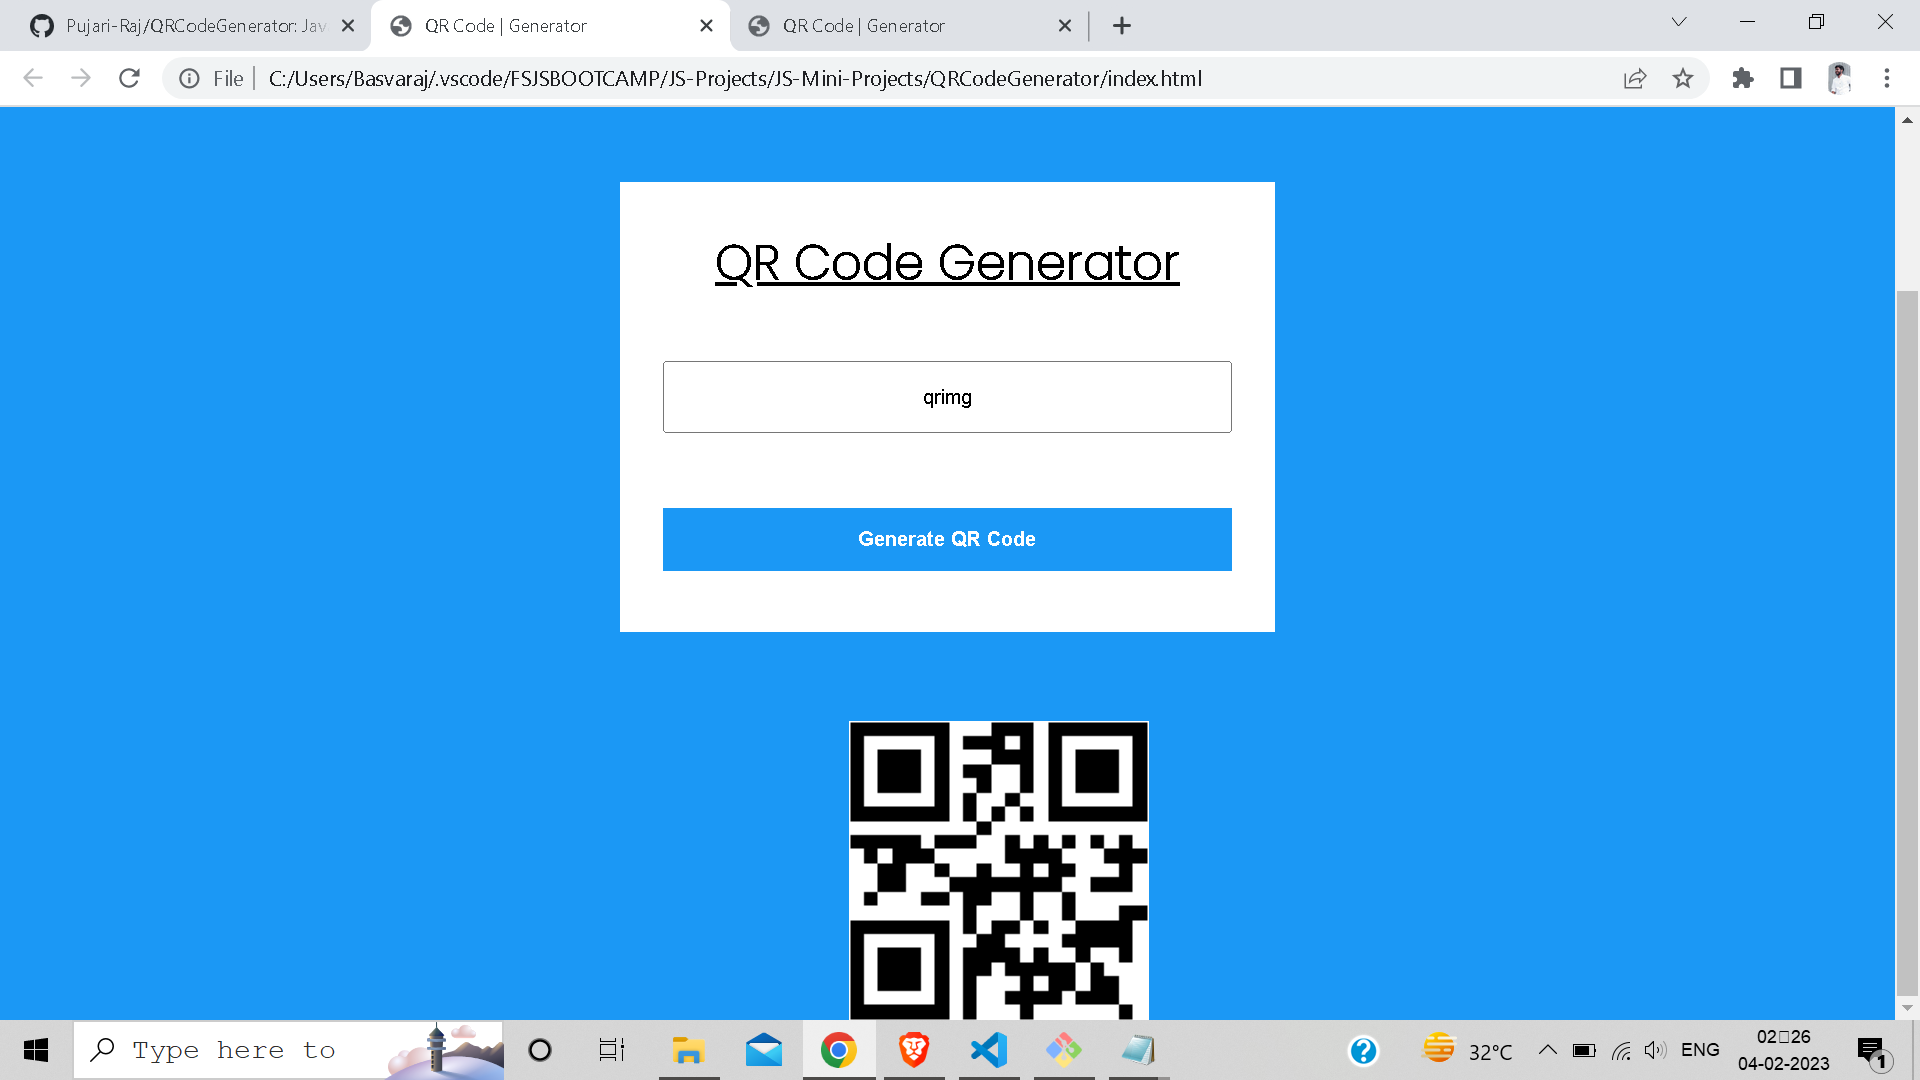 Pujari-Raj/QRCodeGenerator: Jav
QR Code | Generator
QR Code | Generator
File
C:/Users/Basvaraj/.vscode/FSJSBOOTCAMP/JS-Projects/JS-Mini-Projects/QRCodeGenerator/index.html
QR Code Generator
qrimg
Generate QR Code
Type here to
32°C
ENG
02▯26
04-02-2023
1